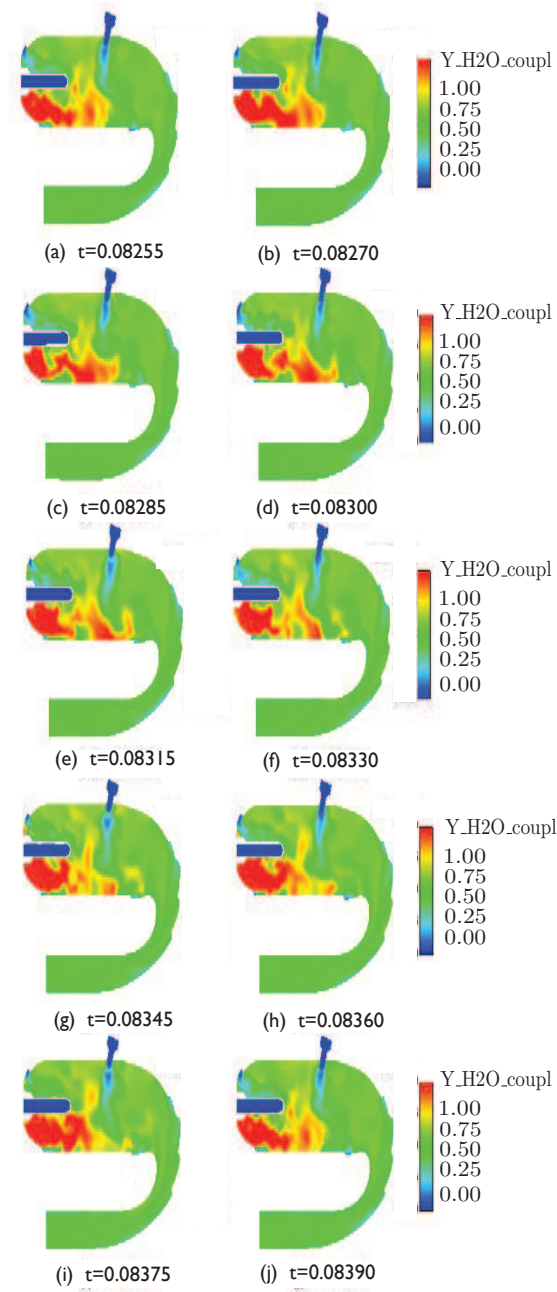 Y_H2O_coupl
1.00
0.75
0.50
0.25
0.00
(a) t=0.08255
(b) t=0.08270
Y_H2O_coupl
1.00
0.75
0.50
0.25
0.00
(c) t=0.08285
(d) t=0.08300
Y_H2O_coupl
1.00
0.75
0.50
0.25
0.00
(e) t=0.08315
(f) t=0.08330
Y_H2O_coupl
1.00
0.75
0.50
0.25
0.00
(g) t=0.08345
(h) t=0.08360
Y_H2O_coupl
1.00
0.75
0.50
0.25
0.00
(i) t=0.08375
(j) t=0.08390